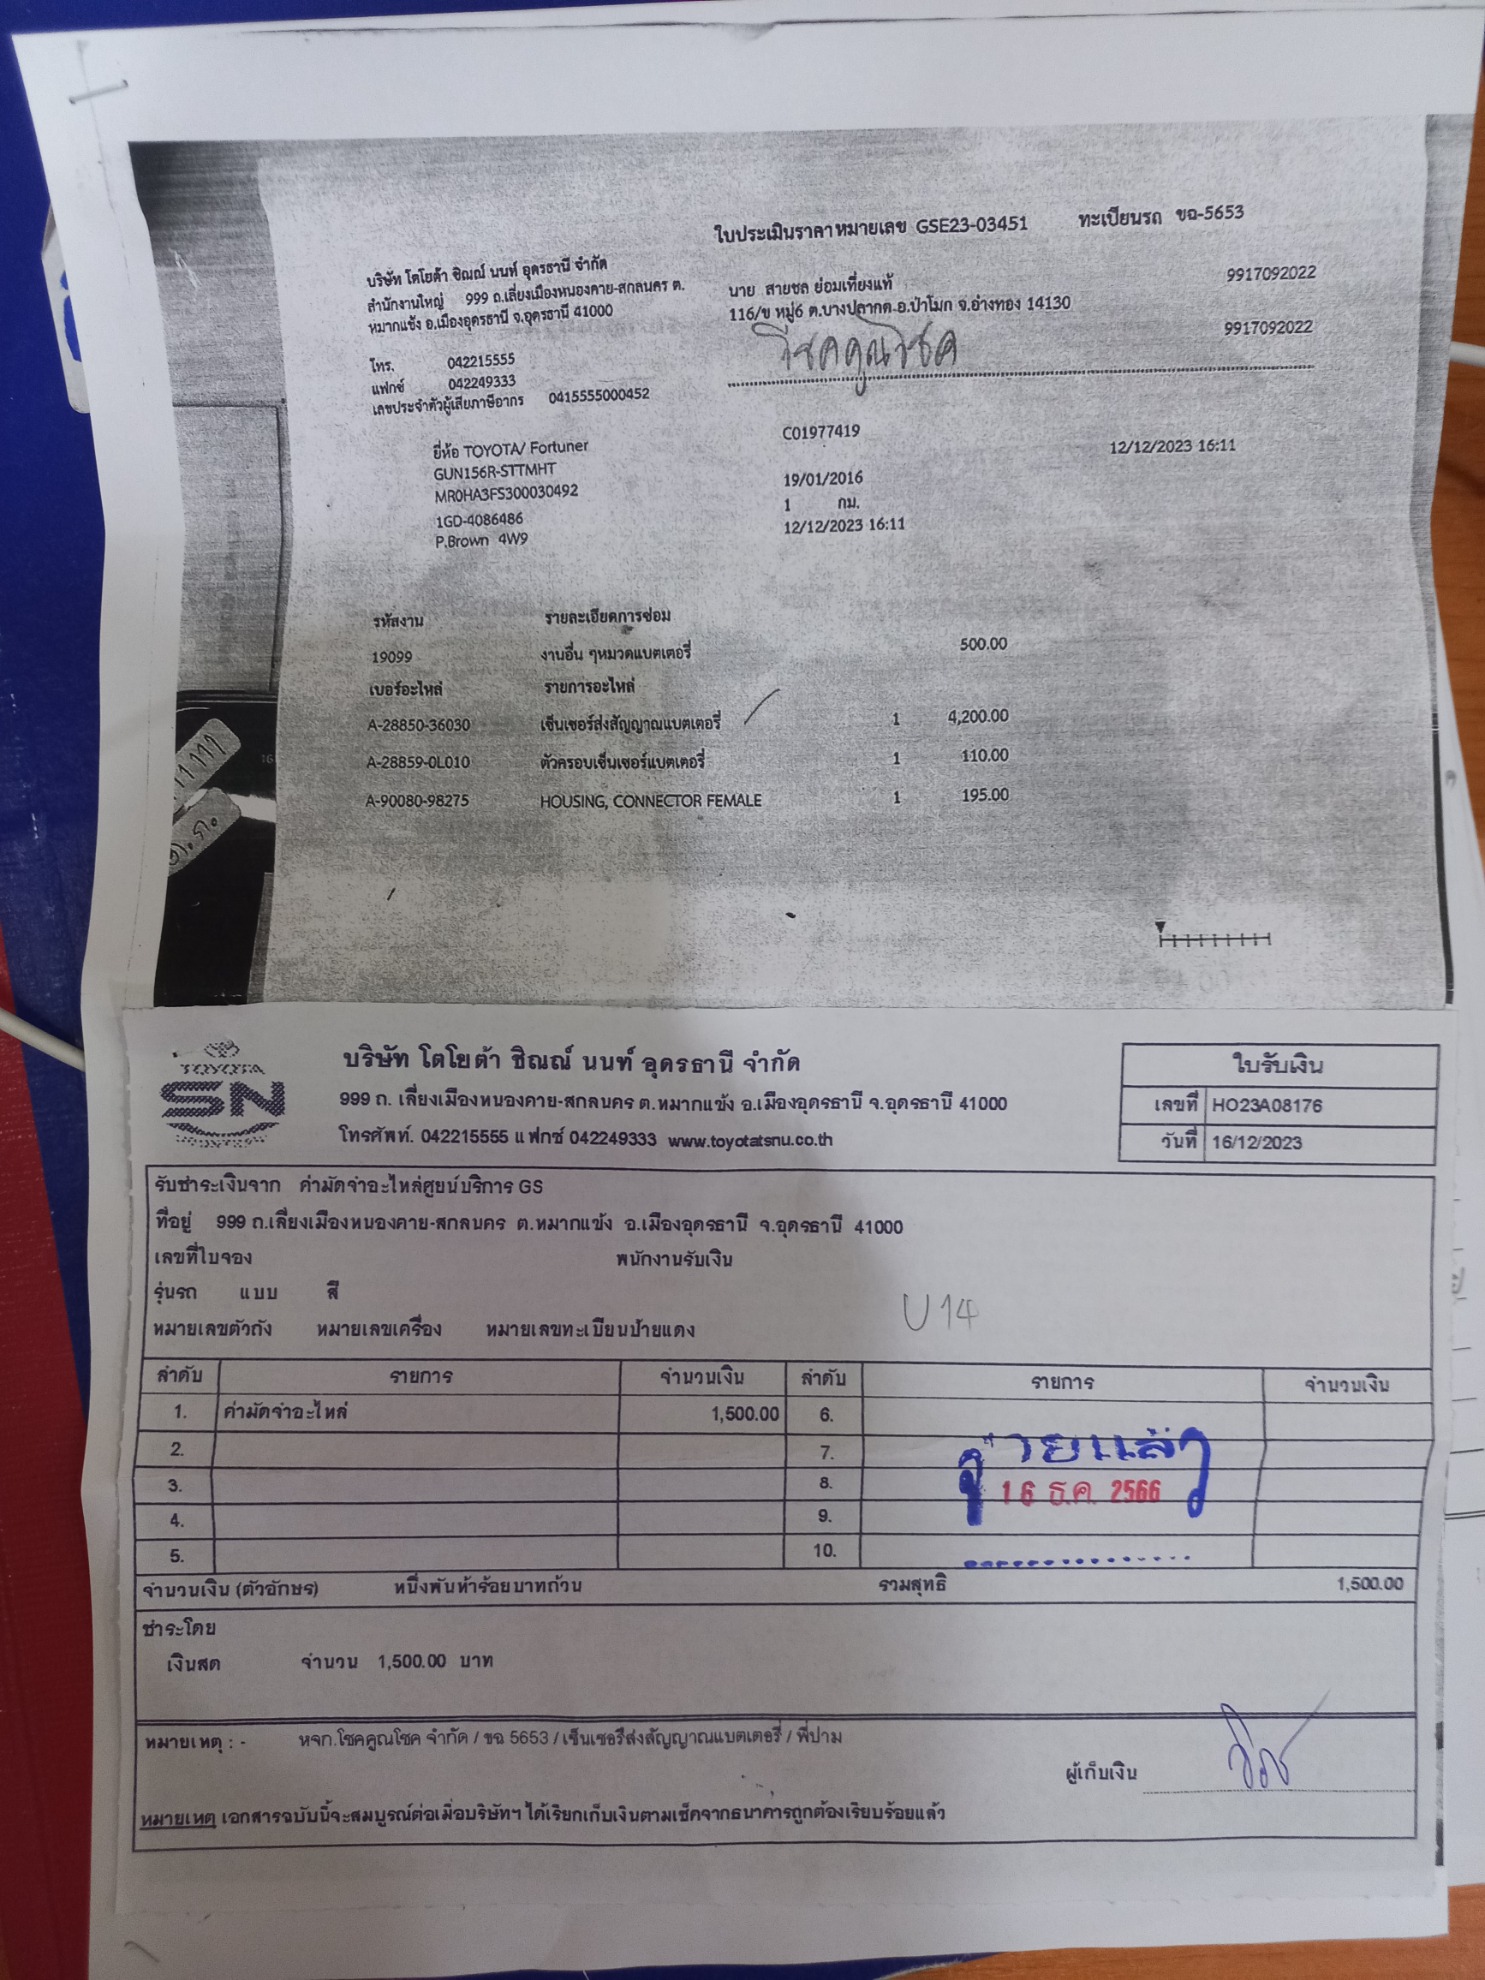 ใบประเมินราคาหมายเลข GSE23-03451 ทะเบียนรถ ขฉ-5653
บริษัท โตโยต้า ชิณณ์ นนท์ อุดรธานี จำกัด
สำนักงานใหญ่ 999 ถ.เลี่ยงเมืองหนองคาย-สกลนคร ต.
หมากแข้ง อ.เมืองอุดรธานี จ.อุดรธานี 41000
นาย สายชล ย่อมเที่ยงแท้ 9917092022
116/ข หมู่6 ต.บางปลากด อ.ป่าโมก จ.อ่างทอง 14130
9917092022
โทร. 042215555
แฟกซ์ 042249333
เลขประจำตัวผู้เสียภาษีอากร 0415555000452
โชคคูณโชค
ยี่ห้อ TOYOTA/ Fortuner C01977419 12/12/2023 16:11
GUN156R-STTMHT
MR0HA3FS300030492 19/01/2016
1GD-4086486 1 กม.
P.Brown 4W9 12/12/2023 16:11
รหัสงาน รายละเอียดการซ่อม
19099 งานอื่น ๆหมวดแบตเตอรี่ 500.00
เบอร์อะไหล่ รายการอะไหล่
A-28850-36030 เซ็นเซอร์ส่งสัญญาณแบตเตอรี่ 1 4,200.00
A-28859-0L010 ตัวครอบเซ็นเซอร์แบตเตอรี่ 1 110.00
A-90080-98275 HOUSING, CONNECTOR FEMALE 1 195.00
TOYOTA
SN
บริษัท โตโยต้า ชิณณ์ นนท์ อุดรธานี จำกัด
999 ถ. เลี่ยงเมืองหนองคาย-สกลนคร ต.หมากแข้ง อ.เมืองอุดรธานี จ.อุดรธานี 41000
โทรศัพท์. 042215555 แฟกซ์ 042249333 www.toyotatsnu.co.th
ใบรับเงิน
เลขที่ HO23A08176
วันที่ 16/12/2023
รับชำระเงินจาก ค่ามัดจำอะไหล่ศูยน์บริการ GS
ที่อยู่ 999 ถ.เลี่ยงเมืองหนองคาย-สกลนคร ต.หมากแข้ง อ.เมืองอุดรธานี จ.อุดรธานี 41000
เลขที่ใบจอง พนักงานรับเงิน
รุ่นรถ แบบ สี
หมายเลขตัวถัง หมายเลขเครื่อง หมายเลขทะเบียนป้ายแดง
U14
ลำดับ รายการ จำนวนเงิน ลำดับ รายการ จำนวนเงิน
1. ค่ามัดจำอะไหล่ 1,500.00 6.
2. 7.
3. 8.
4. 9.
5. 10.
จ่ายแล้ว
16 ธ.ค. 2566
จำนวนเงิน (ตัวอักษร) หนึ่งพันห้าร้อยบาทถ้วน รวมสุทธิ 1,500.00
ชำระโดย
เงินสด จำนวน 1,500.00 บาท
หมายเหตุ : - หจก.โชคคูณโชค จำกัด / ขฉ 5653 / เซ็นเซอร์ส่งสัญญาณแบตเตอรี่ / พี่ปาม
ผู้เก็บเงิน
หมายเหตุ เอกสารฉบับนี้จะสมบูรณ์ต่อเมื่อบริษัทฯ ได้เรียกเก็บเงินตามเช็คจากธนาคารถูกต้องเรียบร้อยแล้ว